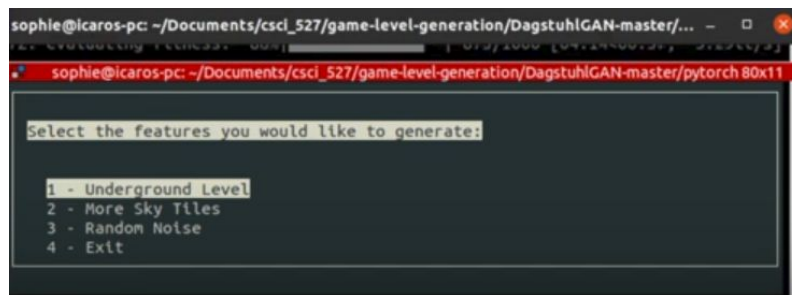 sophie@icaros-pc: ~/Documents/csci_527/game-level-generation/DagstuhlGAN-master/...
sophie@icaros-pc: ~/Documents/csci_527/game-level-generation/DagstuhlGAN-master/pytorch 80x11
Select the features you would like to generate:
1 - Underground Level
2 - More Sky Tiles
3 - Random Noise
4 - Exit